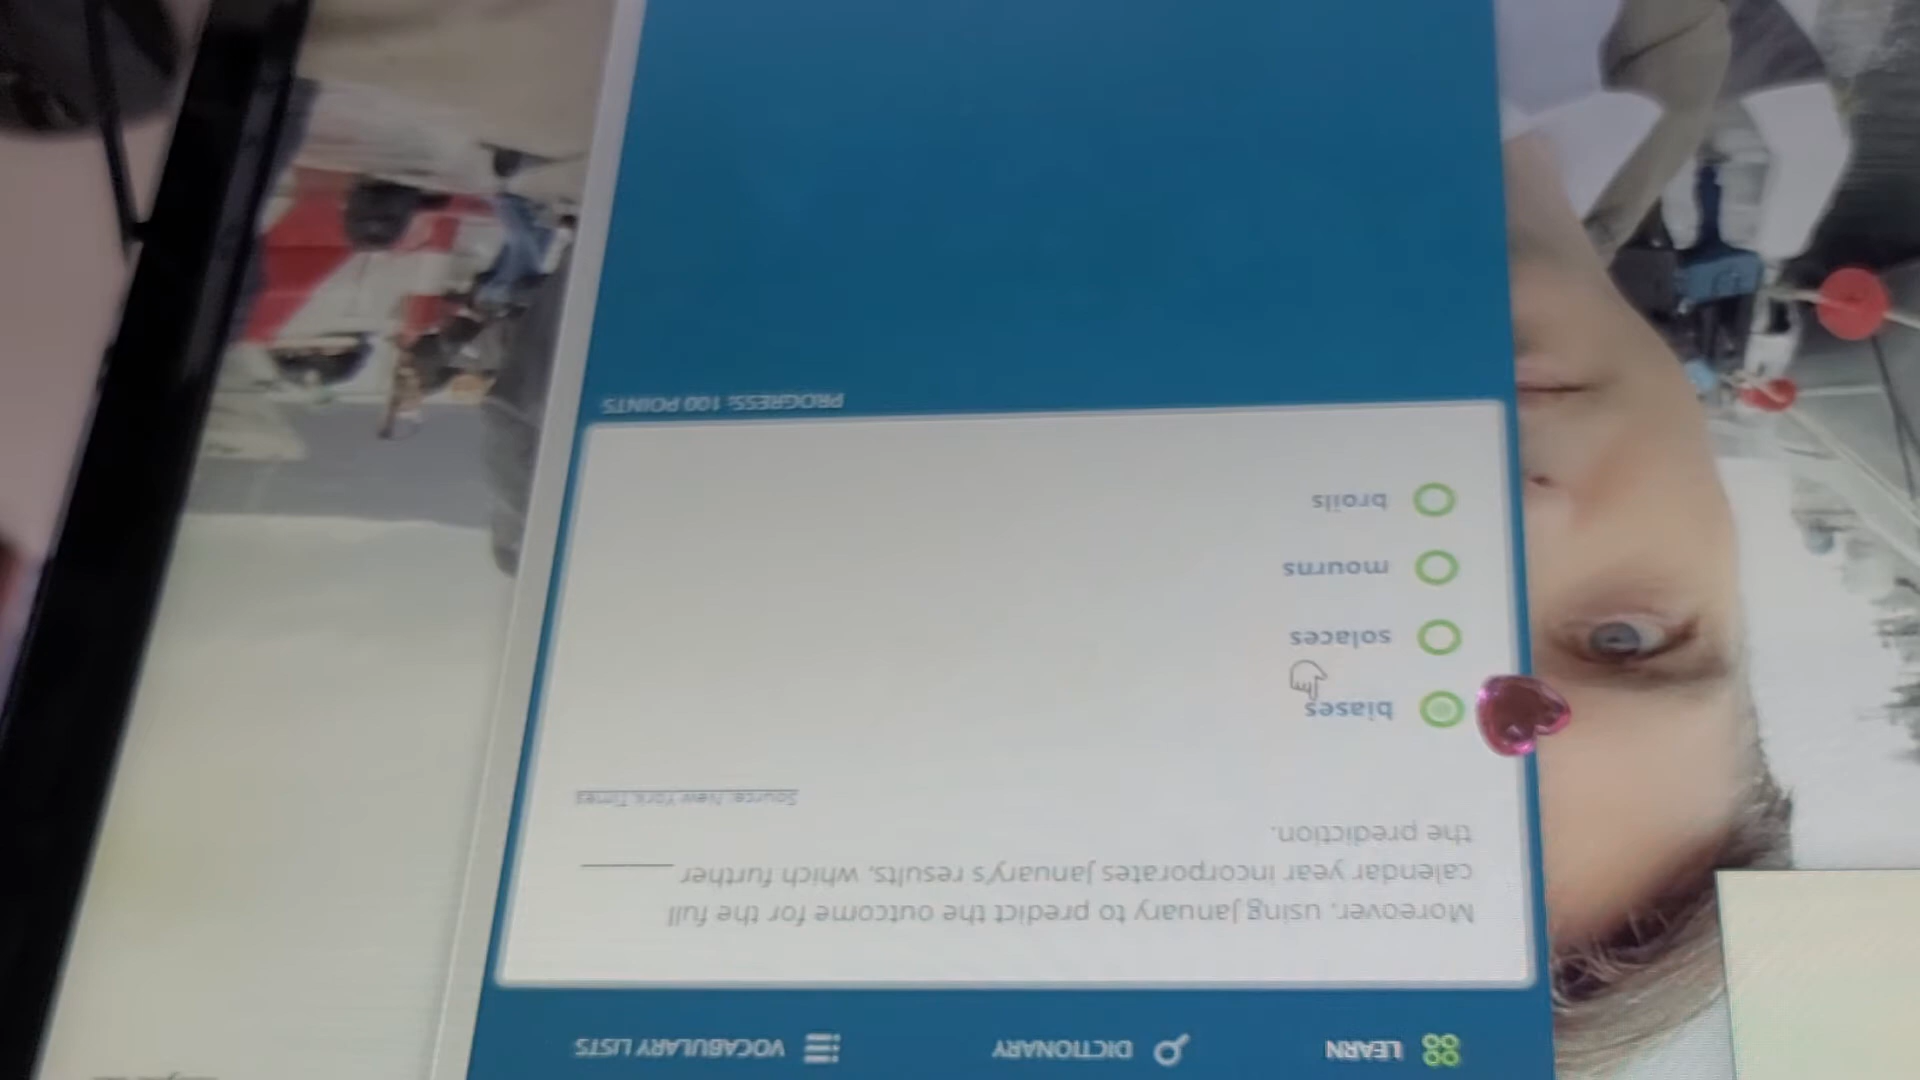 LEARN
DICTIONARY
VOCABULARY LISTS
Moreover, using January to predict the outcome for the full
calendar year incorporates January's results, which further ________
the prediction.
Source: New York Times
biases
solaces
mourns
broils
PROGRESS: 100 POINTS